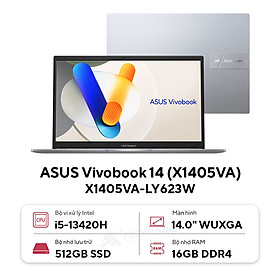 ASUS Vivobook
ASUS Vivobook 14 (X1405VA)
X1405VA-LY623W
CPU
Bộ vi xử lý Intel
i5-13420H
Màn hình
14.0" WUXGA
Bộ nhớ lưu trữ
512GB SSD
Bộ nhớ RAM
16GB DDR4